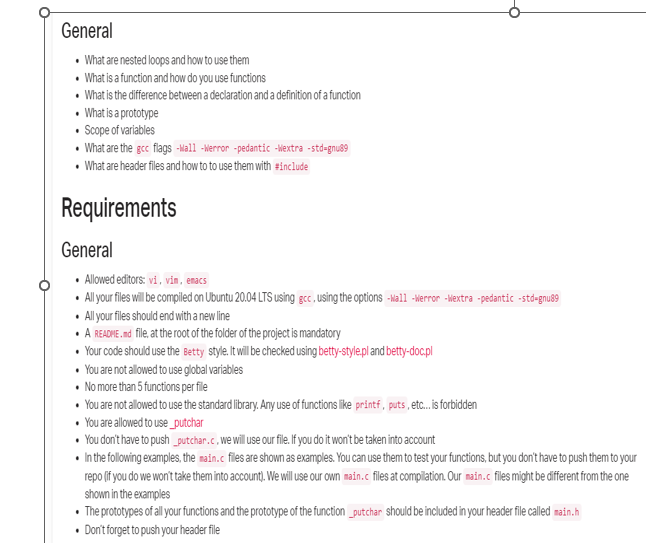 General
• What are nested loops and how to use them
• What is a function and how do you use functions
• What is the difference between a declaration and a definition of a function
• What is a prototype
• Scope of variables
• What are the gcc flags -Wall -Werror -pedantic -Wextra -std=gnu89
• What are header files and how to to use them with #include
Requirements
General
• Allowed editors: vi, vim, emacs
• All your files will be compiled on Ubuntu 20.04 LTS using gcc, using the options -Wall -Werror -Wextra -pedantic -std=gnu89
• All your files should end with a new line
• A README.md file, at the root of the folder of the project is mandatory
• Your code should use the Betty style. It will be checked using betty-style.pl and betty-doc.pl
• You are not allowed to use global variables
• No more than 5 functions per file
• You are not allowed to use the standard library. Any use of functions like printf, puts, etc… is forbidden
• You are allowed to use _putchar
• You don't have to push _putchar.c, we will use our file. If you do it won't be taken into account
• In the following examples, the main.c files are shown as examples. You can use them to test your functions, but you don't have to push them to your
repo (if you do we won't take them into account). We will use our own main.c files at compilation. Our main.c files might be different from the one
shown in the examples
• The prototypes of all your functions and the prototype of the function _putchar should be included in your header file called main.h
• Don't forget to push your header file